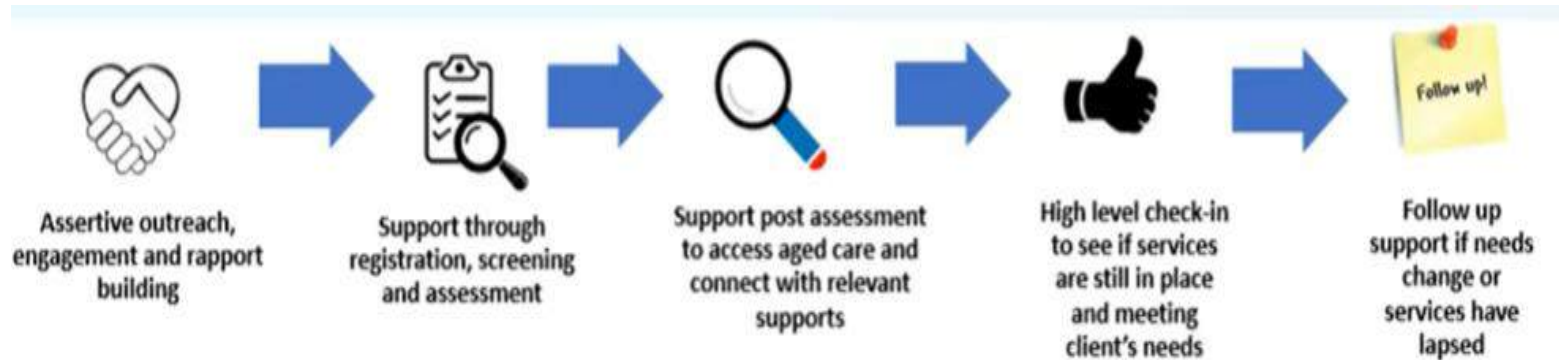 Assertive outreach,
engagement and rapport
building
Support through
registration, screening
and assessment
Support post assessment
to access aged care and
connect with relevant
supports
High level check-in
to see if services
are still in place
and meeting
client's needs
Follow up!
Follow up
support if needs
change or
services have
lapsed